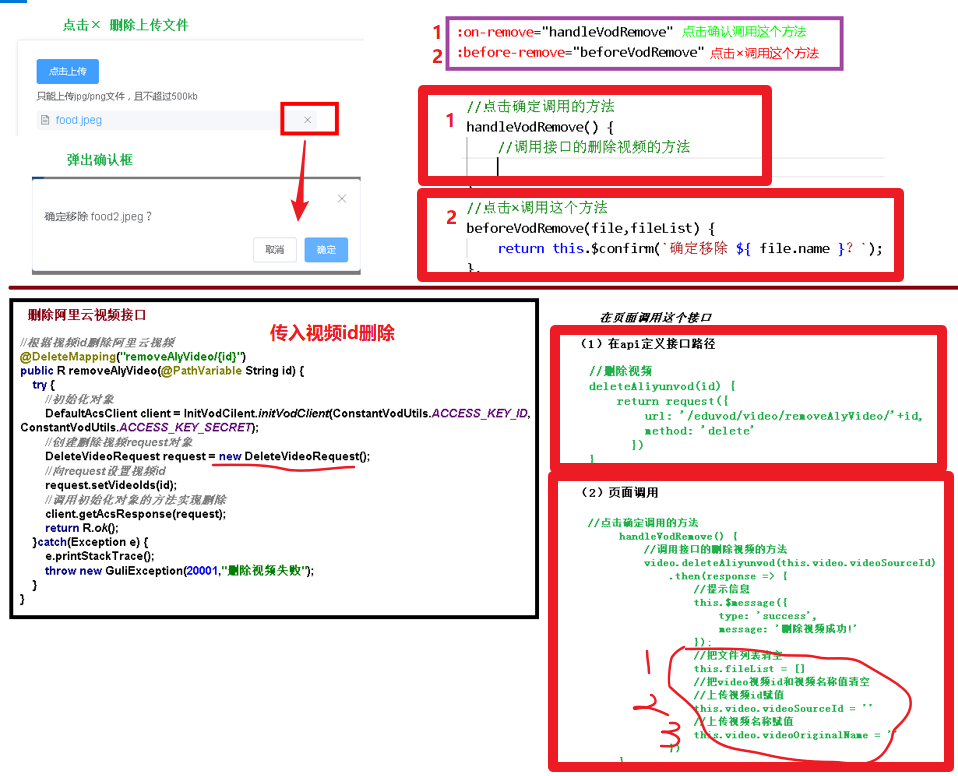 点击× 删除上传文件
点击上传
只能上传jpg/png文件，且不超过500kb
food.jpeg
弹出确认框
确定移除 food2.jpeg？
取消 确定
1 :on-remove="handleVodRemove" 点击确认调用这个方法
2 :before-remove="beforeVodRemove" 点击×调用这个方法
1
//点击确定调用的方法
handleVodRemove() {
//调用接口的删除视频的方法
2
//点击×调用这个方法
beforeVodRemove(file,fileList) {
return this.$confirm(`确定移除 ${ file.name }？`);
},
删除阿里云视频接口
传入视频id删除
//根据视频id删除阿里云视频
@DeleteMapping("removeAlyVideo/{id}")
public R removeAlyVideo(@PathVariable String id) {
try {
//初始化对象
DefaultAcsClient client = InitVodCilent.initVodClient(ConstantVodUtils.ACCESS_KEY_ID,
ConstantVodUtils.ACCESS_KEY_SECRET);
//创建删除视频request对象
DeleteVideoRequest request = new DeleteVideoRequest();
//向request设置视频id
request.setVideoIds(id);
//调用初始化对象的方法实现删除
client.getAcsResponse(request);
return R.ok();
}catch(Exception e) {
e.printStackTrace();
throw new GuliException(20001,"删除视频失败");
}
}
在页面调用这个接口
（1）在api定义接口路径
//删除视频
deleteAliyunvod(id) {
return request({
url: '/eduvod/video/removeAlyVideo/'+id,
method: 'delete'
})
}
（2）页面调用
//点击确定调用的方法
handleVodRemove() {
//调用接口的删除视频的方法
video.deleteAliyunvod(this.video.videoSourceId)
.then(response => {
//提示信息
this.$message({
type: 'success',
message: '删除视频成功!'
});
//把文件列表清空
this.fileList = []
//把video视频id和视频名称值清空
//上传视频id赋值
this.video.videoSourceId = ''
//上传视频名称赋值
this.video.videoOriginalName = ''
})
}
1
2
3